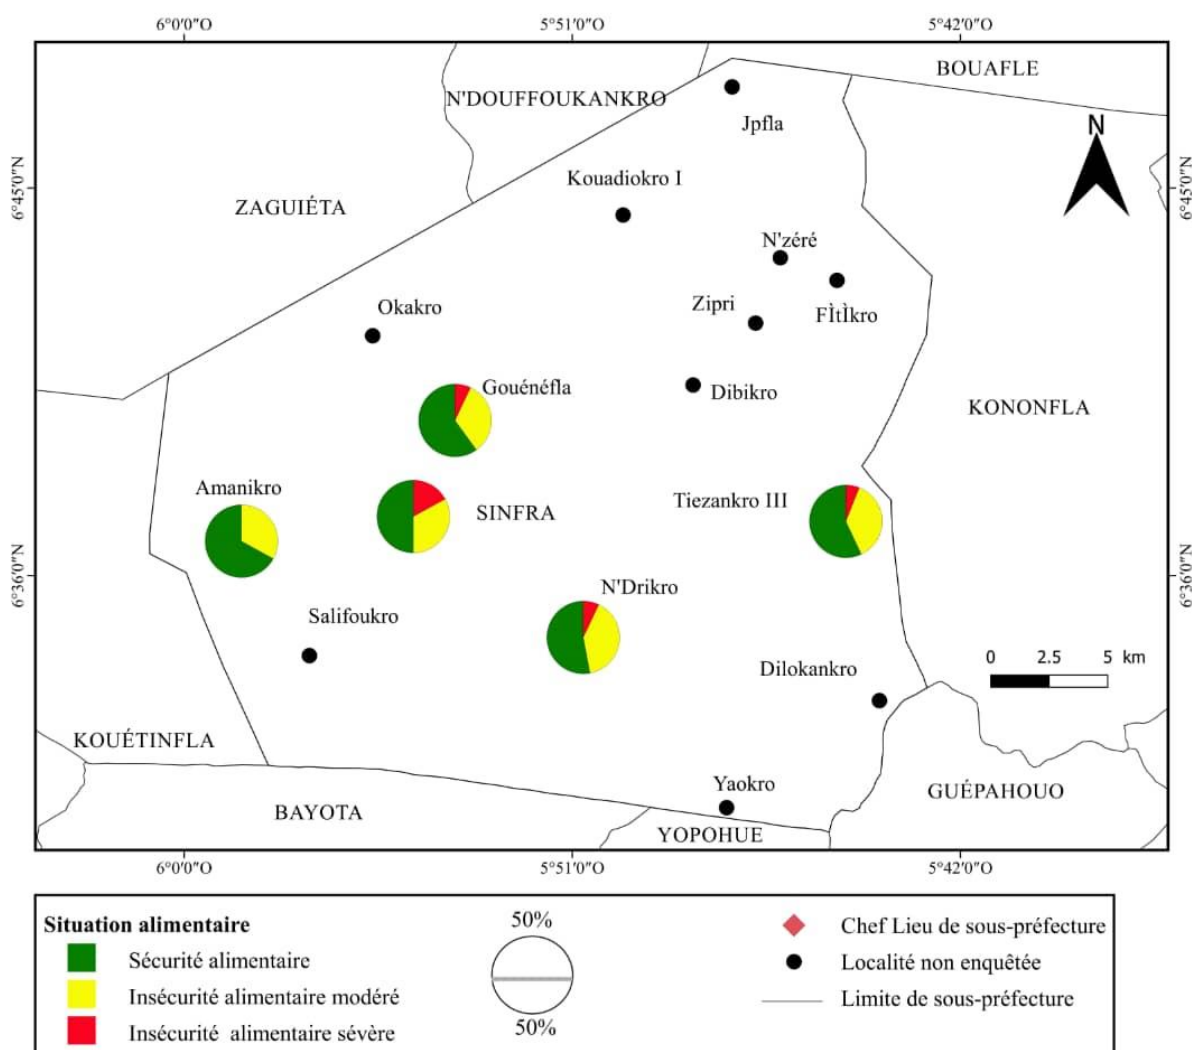 6°0'0"O 5°51'0"O 5°42'0"O
BOUAFLE
N'DOUFFOUKANKRO
Jpfla
N
6°45'0"N
6°45'0"N
Kouadiokro I
ZAGUIÉTA
N'zéré
Zipri
FÌtÌkro
Okakro
Gouénéfla
Dibikro
KONONFLA
Amanikro
SINFRA
Tiezankro III
6°36'0"N
6°36'0"N
N'Drikro
Salifoukro
0 2.5 5 km
Dilokankro
KOUÉTINFLA
Yaokro
GUÉPAHOUO
BAYOTA
YOPOHUE
6°0'0"O 5°51'0"O 5°42'0"O
Situation alimentaire
Sécurité alimentaire
Insécurité alimentaire modéré
Insécurité alimentaire sévère
50%
50%
Chef Lieu de sous-préfecture
Localité non enquêtée
Limite de sous-préfecture